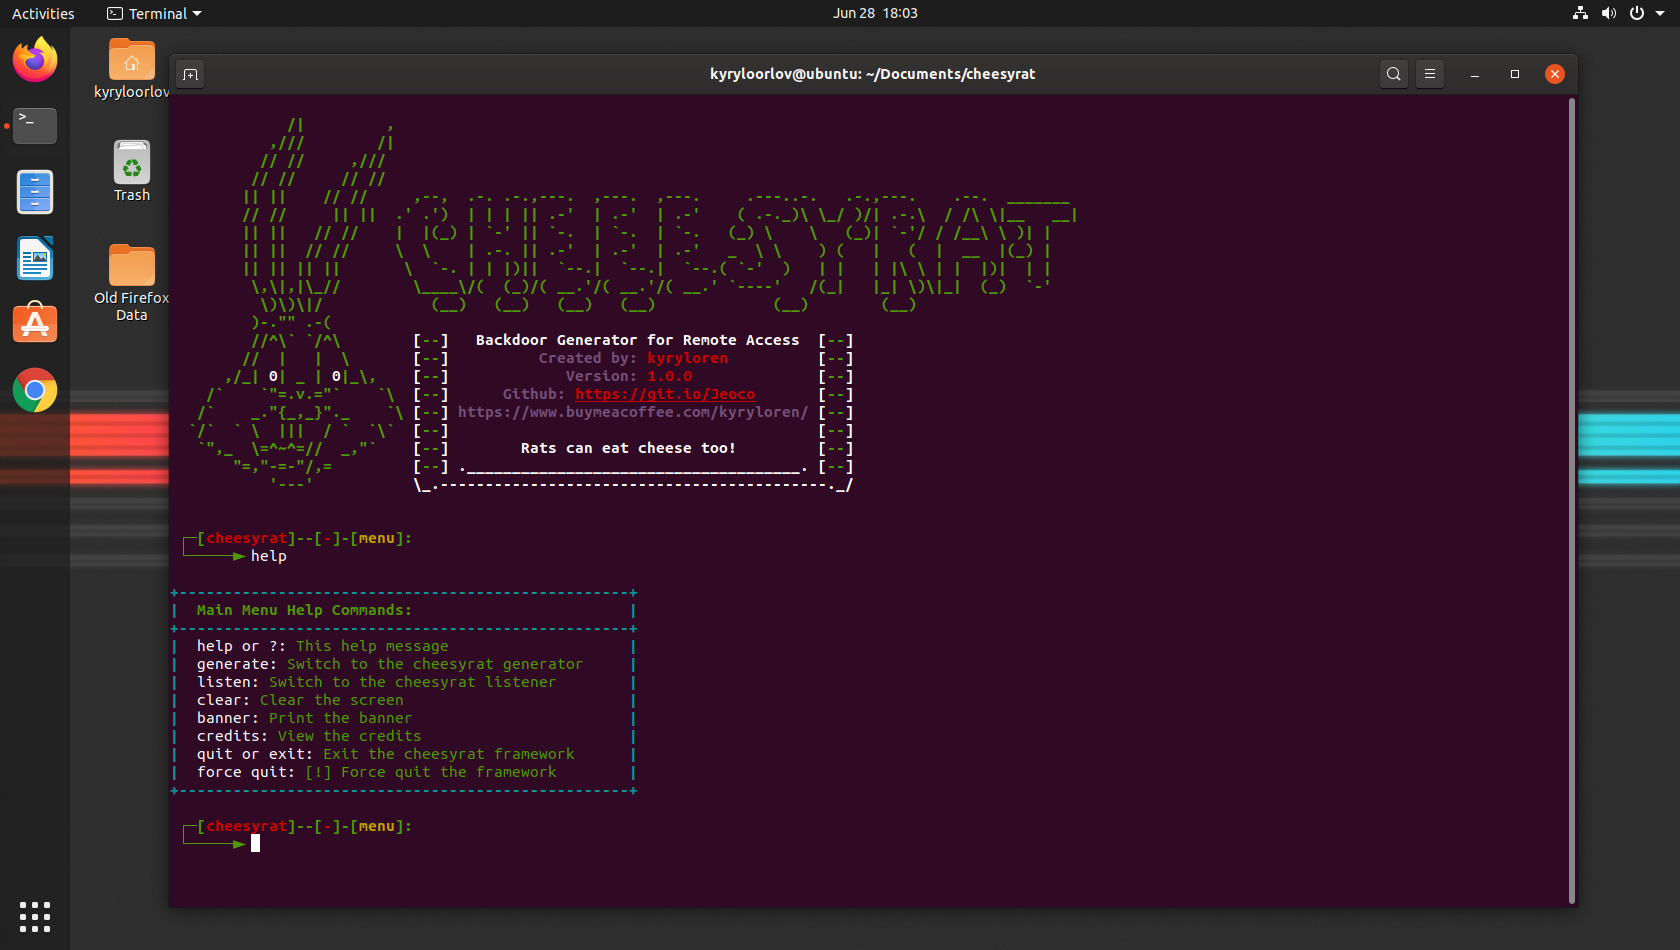 Activities
Terminal
Jun 28 18:03
kyryloorlov
Trash
Old Firefox
Data
kyryloorlov@ubuntu: ~/Documents/cheesyrat
CHEESYRAT
[--] Backdoor Generator for Remote Access [--]
[--] Created by: kyryloren [--]
[--] Version: 1.0.0 [--]
[--] Github: https://git.io/Jeoco [--]
[--] https://www.buymeacoffee.com/kyryloren/ [--]
[--] [--]
[--] Rats can eat cheese too! [--]
[--] ._____________________________________. [--]
\_.-------------------------------------------._/
[cheesyrat]--[-]-[menu]:
help
+--------------------------------------------------+
| Main Menu Help Commands: |
+--------------------------------------------------+
| help or ?: This help message |
| generate: Switch to the cheesyrat generator |
| listen: Switch to the cheesyrat listener |
| clear: Clear the screen |
| banner: Print the banner |
| credits: View the credits |
| quit or exit: Exit the cheesyrat framework |
| force quit: [!] Force quit the framework |
+--------------------------------------------------+
[cheesyrat]--[-]-[menu]: